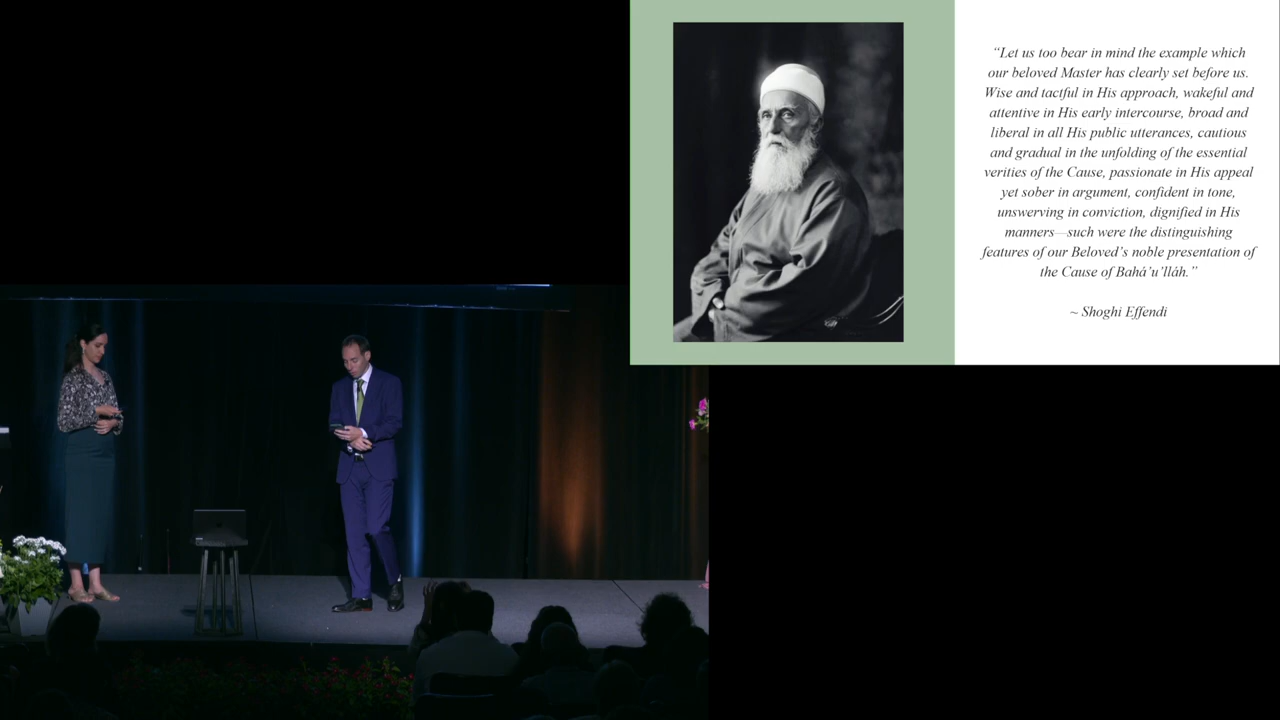 “Let us too bear in mind the example which
our beloved Master has clearly set before us.
Wise and tactful in His approach, wakeful and
attentive in His early intercourse, broad and
liberal in all His public utterances, cautious
and gradual in the unfolding of the essential
verities of the Cause, passionate in His appeal
yet sober in argument, confident in tone,
unswerving in conviction, dignified in His
manners—such were the distinguishing
features of our Beloved’s noble presentation of
the Cause of Bahá’u’lláh.”
~ Shoghi Effendi